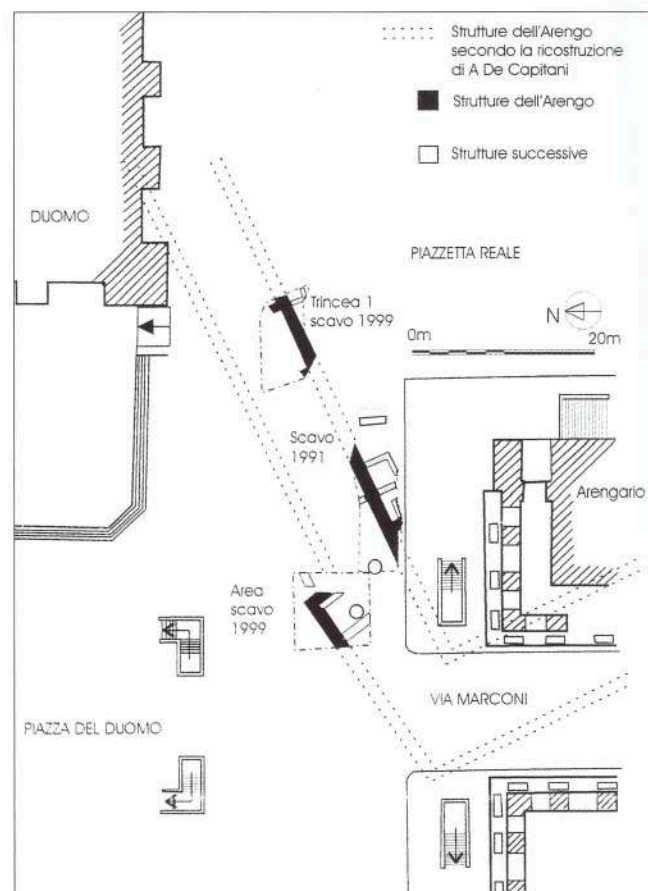 Strutture dell'Arengo
secondo la ricostruzione
di A De Capitani
Strutture dell'Arengo
Strutture successive
DUOMO
PIAZZETTA REALE
Trincea 1
scavo 1999
N
0m
20m
Scavo
1991
Arengario
Area
scavo
1999
VIA MARCONI
PIAZZA DEL DUOMO